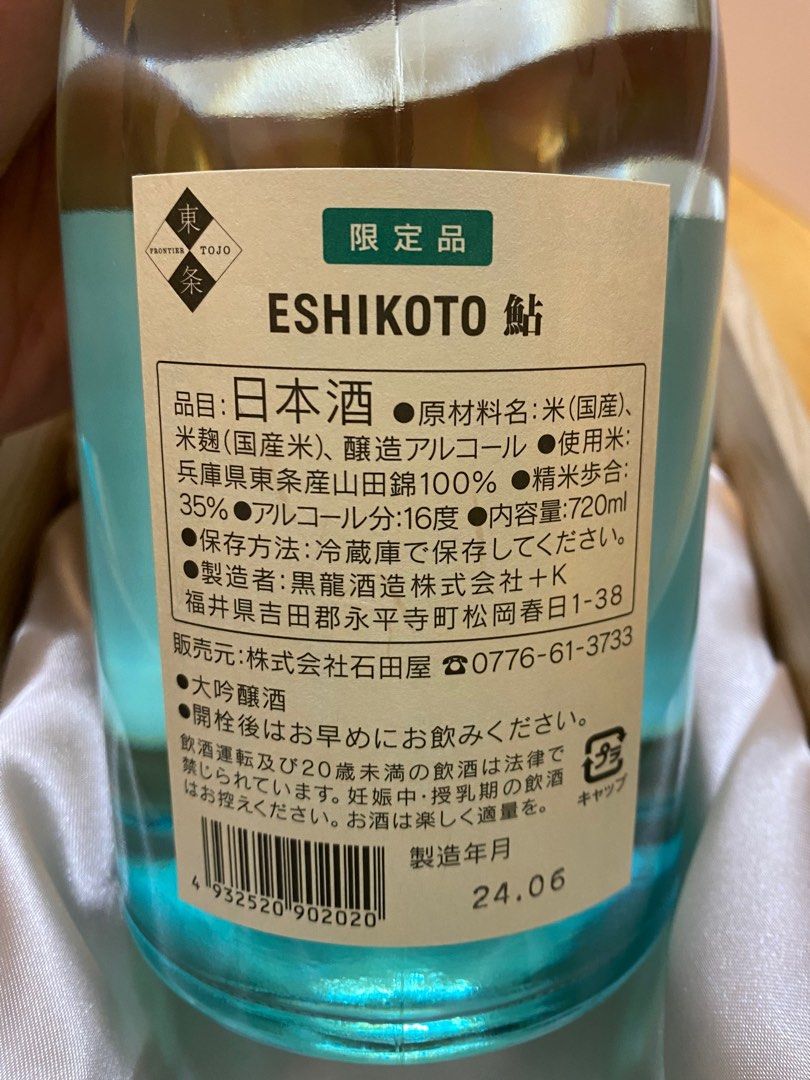 東
FRONTIER TOJO
条
限定品
ESHIKOTO 鮎
品目:日本酒 ●原材料名:米(国産)、
米麹(国産米)、醸造アルコール ●使用米:
兵庫県東条産山田錦100% ●精米歩合:
35% ●アルコール分:16度 ●内容量:720ml
●保存方法:冷蔵庫で保存してください。
●製造者:黒龍酒造株式会社+K
福井県吉田郡永平寺町松岡春日1-38
販売元:株式会社石田屋 ☎0776-61-3733
●大吟醸酒
●開栓後はお早めにお飲みください。
飲酒運転及び20歳未満の飲酒は法律で
禁じられています。妊娠中・授乳期の飲酒
はお控えください。お酒は楽しく適量を。
プラ
キャップ
4 932520 902020
製造年月
24.06